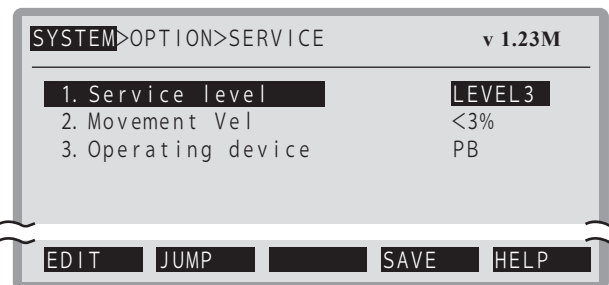 SYSTEM>OPTION>SERVICE v 1.23M
1. Service level LEVEL3
2. Movement Vel <3%
3. Operating device PB
EDIT JUMP SAVE HELP